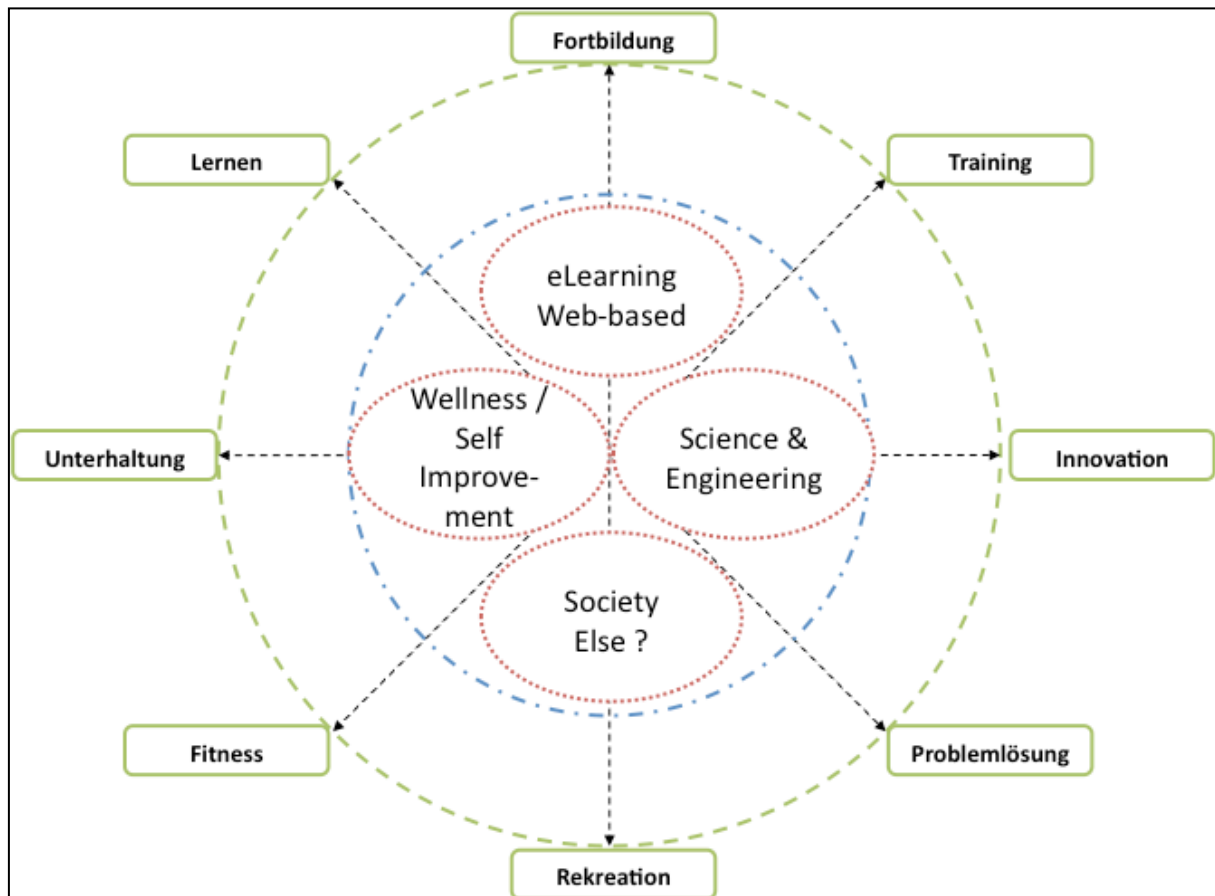 Fortbildung
Lernen
Training
eLearning
Web-based
Wellness /
Self
Improve-
ment
Science &
Engineering
Unterhaltung
Innovation
Society
Else ?
Fitness
Problemlösung
Rekreation